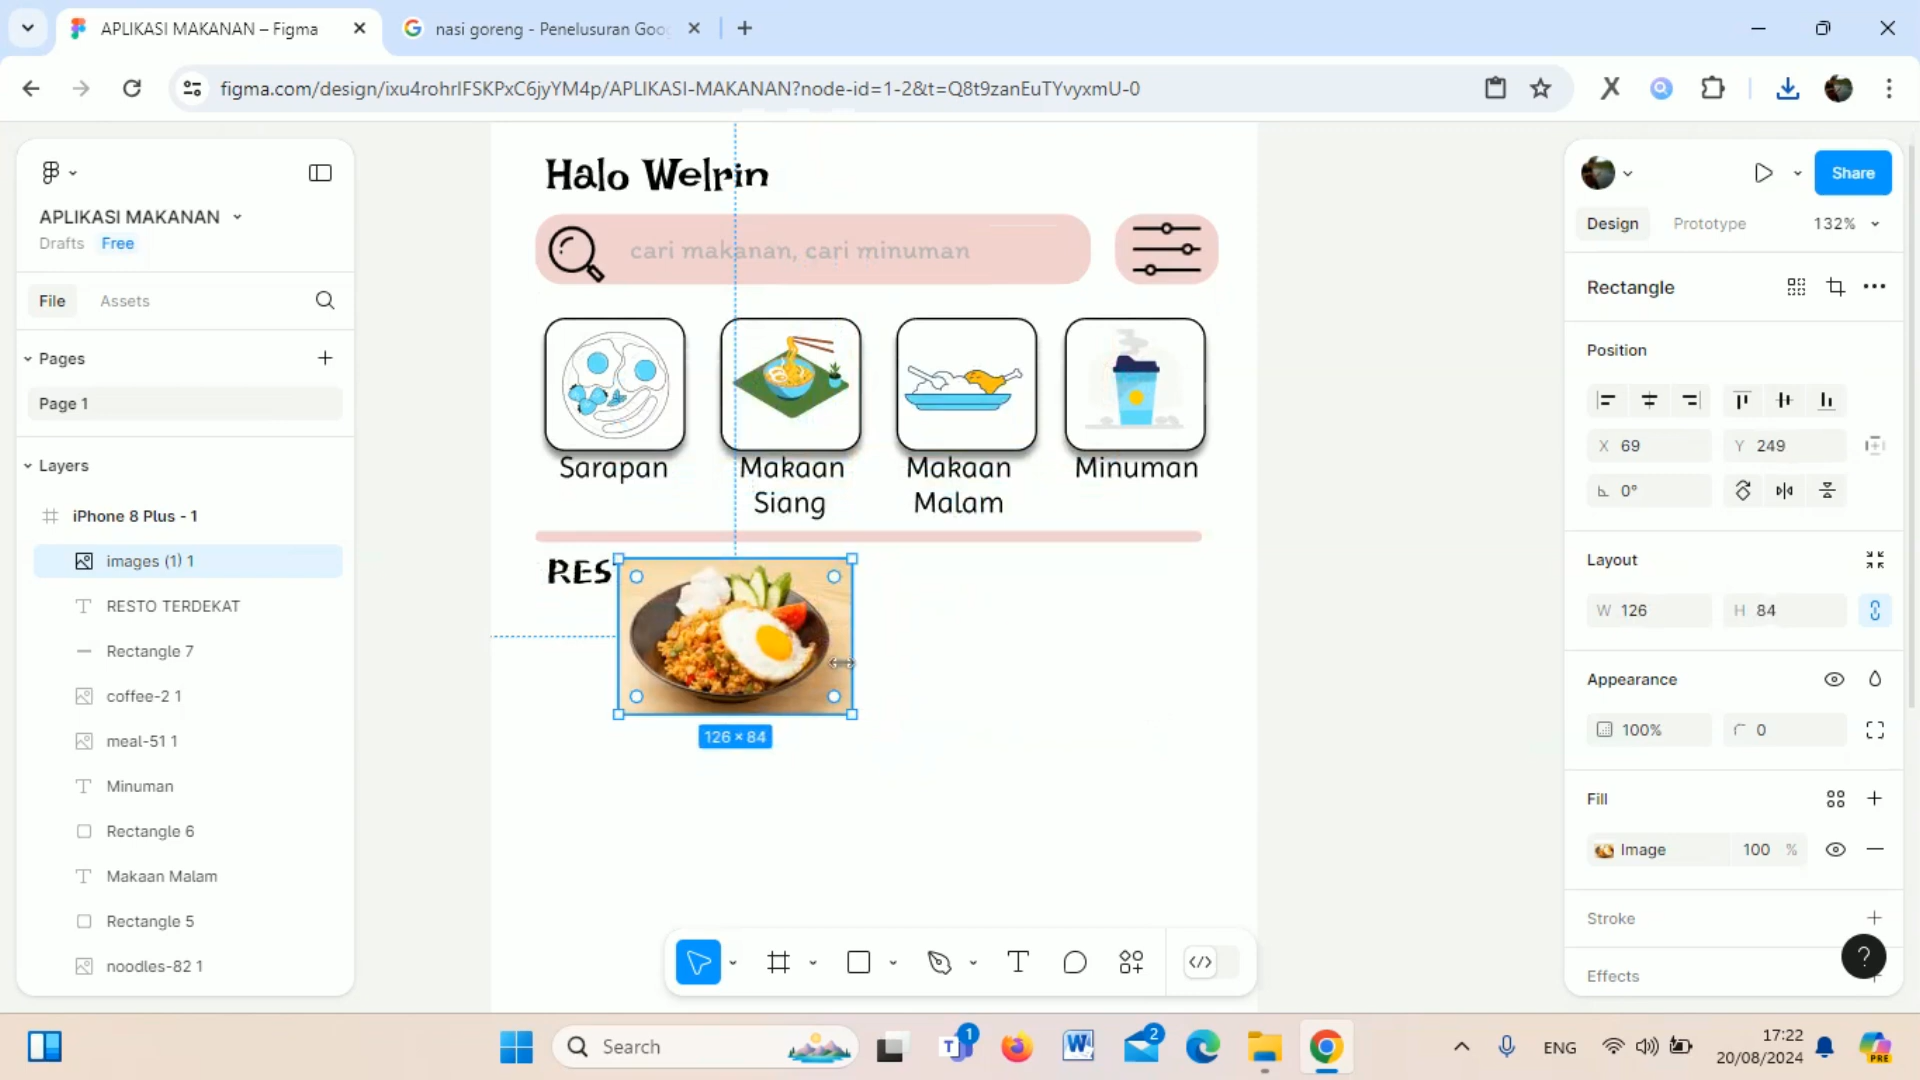 APLIKASI MAKANAN – Figma
nasi goreng - Penelusuran Goo
figma.com/design/ixu4rohrlFSKPxC6jyYM4p/APLIKASI-MAKANAN?node-id=1-2&t=Q8t9zanEuTYvyxmU-0
APLIKASI MAKANAN
Drafts Free
File Assets
Pages
Page 1
Layers
iPhone 8 Plus - 1
images (1) 1
RESTO TERDEKAT
Rectangle 7
coffee-2 1
meal-51 1
Minuman
Rectangle 6
Makaan Malam
Rectangle 5
noodles-82 1
Halo Welrin
cari makanan, cari minuman
Sarapan
Makaan
Siang
Makaan
Malam
Minuman
RES
126 × 84
Share
Design Prototype 132%
Rectangle
Position
X 69 Y 249
0°
Layout
W 126 H 84
Appearance
100% 0
Fill
Image 100 %
Stroke
Effects
?
Search
1
2
ENG
17:22
20/08/2024
PRE